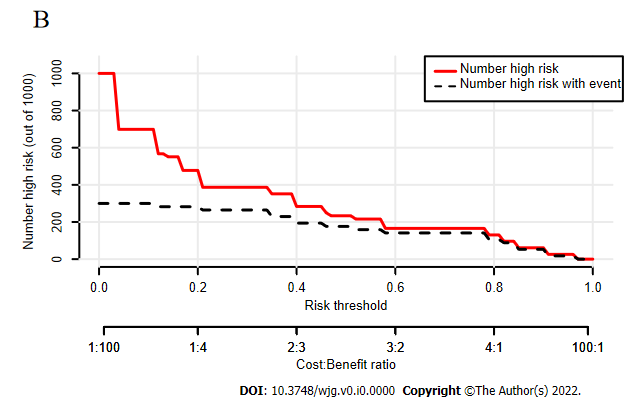 B
Number high risk
Number high risk with event
Number high risk (out of 1000)
1000
800
600
400
200
0
0.0 0.2 0.4 0.6 0.8 1.0
Risk threshold
1:100 1:4 2:3 3:2 4:1 100:1
Cost:Benefit ratio
DOI: 10.3748/wjg.v0.i0.0000 Copyright ©The Author(s) 2022.